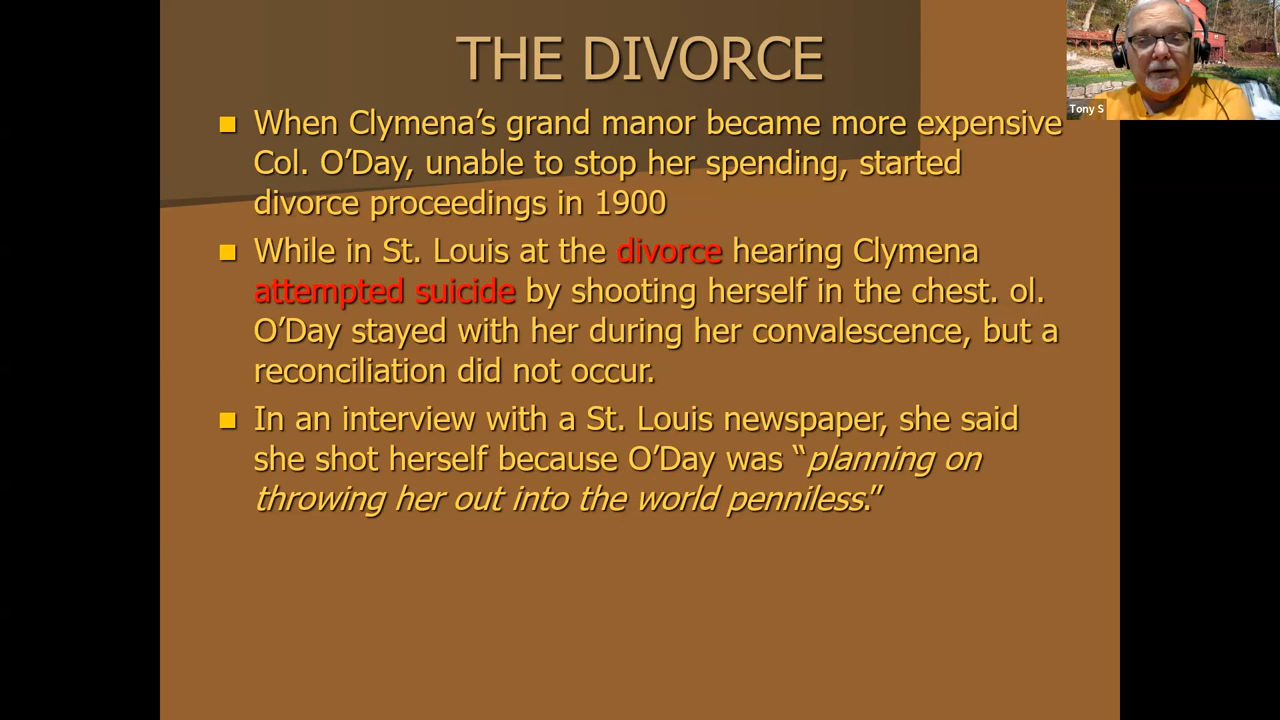 THE DIVORCE
When Clymena’s grand manor became more expensive
Col. O’Day, unable to stop her spending, started
divorce proceedings in 1900
While in St. Louis at the divorce hearing Clymena
attempted suicide by shooting herself in the chest. ol.
O’Day stayed with her during her convalescence, but a
reconciliation did not occur.
In an interview with a St. Louis newspaper, she said
she shot herself because O’Day was “planning on
throwing her out into the world penniless.”
Tony S